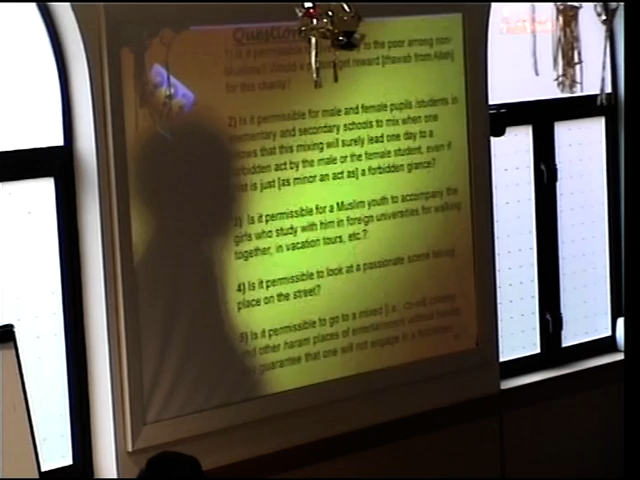 Question
1) Is it permissible to the poor among non-
Muslims? Would get reward [thawab from Allah]
for this charity?
2) Is it permissible for male and female pupils /students in
elementary and secondary schools to mix when one
knows that this mixing will surely lead one day to a
forbidden act by the male or the female student, even if
it is just [as minor an act as] a forbidden glance?
3) Is it permissible for a Muslim youth to accompany the
girls who study with him in foreign universities for walking
together, in vacation tours, etc.?
4) Is it permissible to look at a passionate scene taking
place on the street?
5) Is it permissible to go to a mixed [i.e., co-ed]
and other haram places of entertainment without
guarantee that one will not engage in a